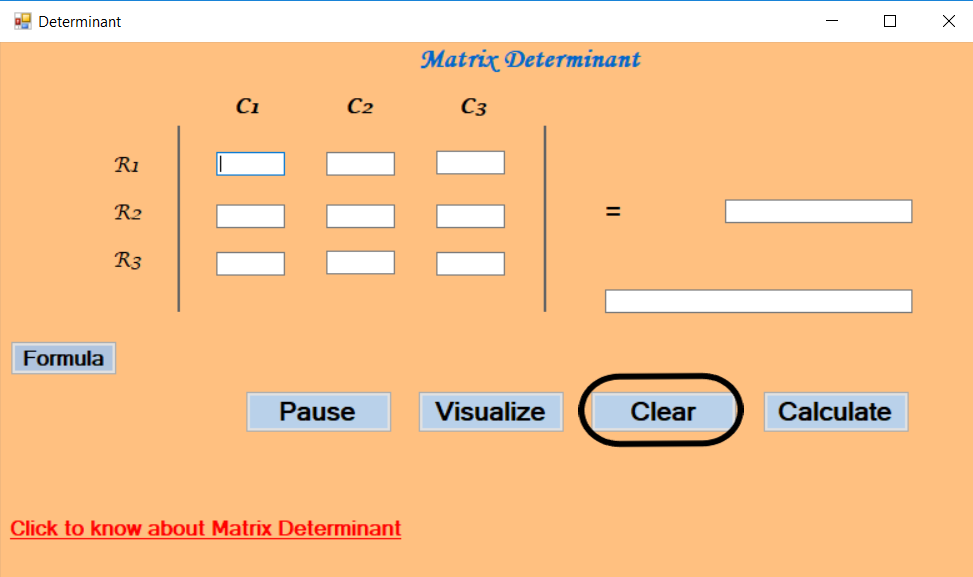 Determinant
Matrix Determinant
C1 C2 C3
R1
R2
=
R3
Formula
Pause Visualize Clear Calculate
Click to know about Matrix Determinant